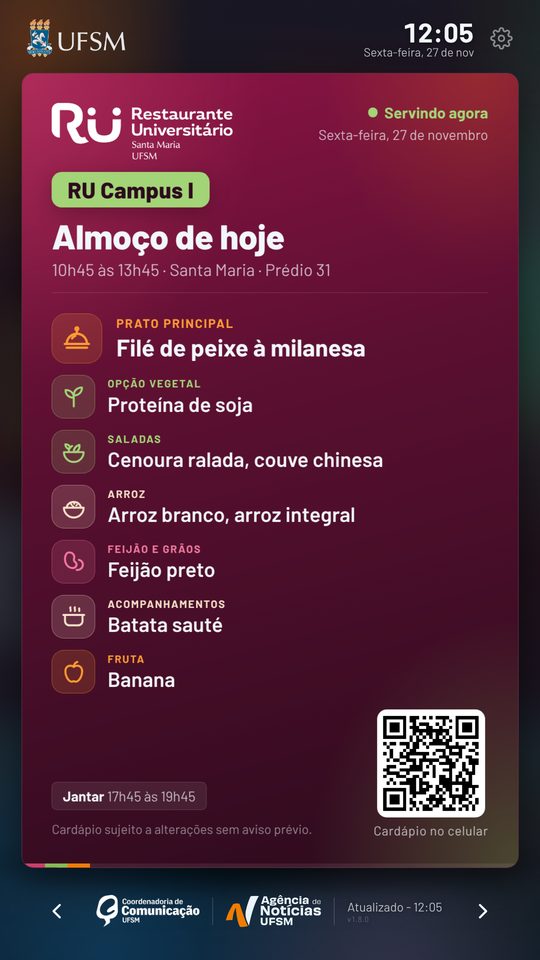 UFSM
12:05
Sexta-feira, 27 de nov
RU Restaurante
Universitário
Santa Maria
UFSM
Servindo agora
Sexta-feira, 27 de novembro
RU Campus I
Almoço de hoje
10h45 às 13h45 · Santa Maria · Prédio 31
PRATO PRINCIPAL
Filé de peixe à milanesa
OPÇÃO VEGETAL
Proteína de soja
SALADAS
Cenoura ralada, couve chinesa
ARROZ
Arroz branco, arroz integral
FEIJÃO E GRÃOS
Feijão preto
ACOMPANHAMENTOS
Batata sauté
FRUTA
Banana
Jantar 17h45 às 19h45
Cardápio sujeito a alterações sem aviso prévio.
Cardápio no celular
Coordenadoria de
Comunicação
UFSM
Agência de
Notícias
UFSM
Atualizado - 12:05
v1.8.0